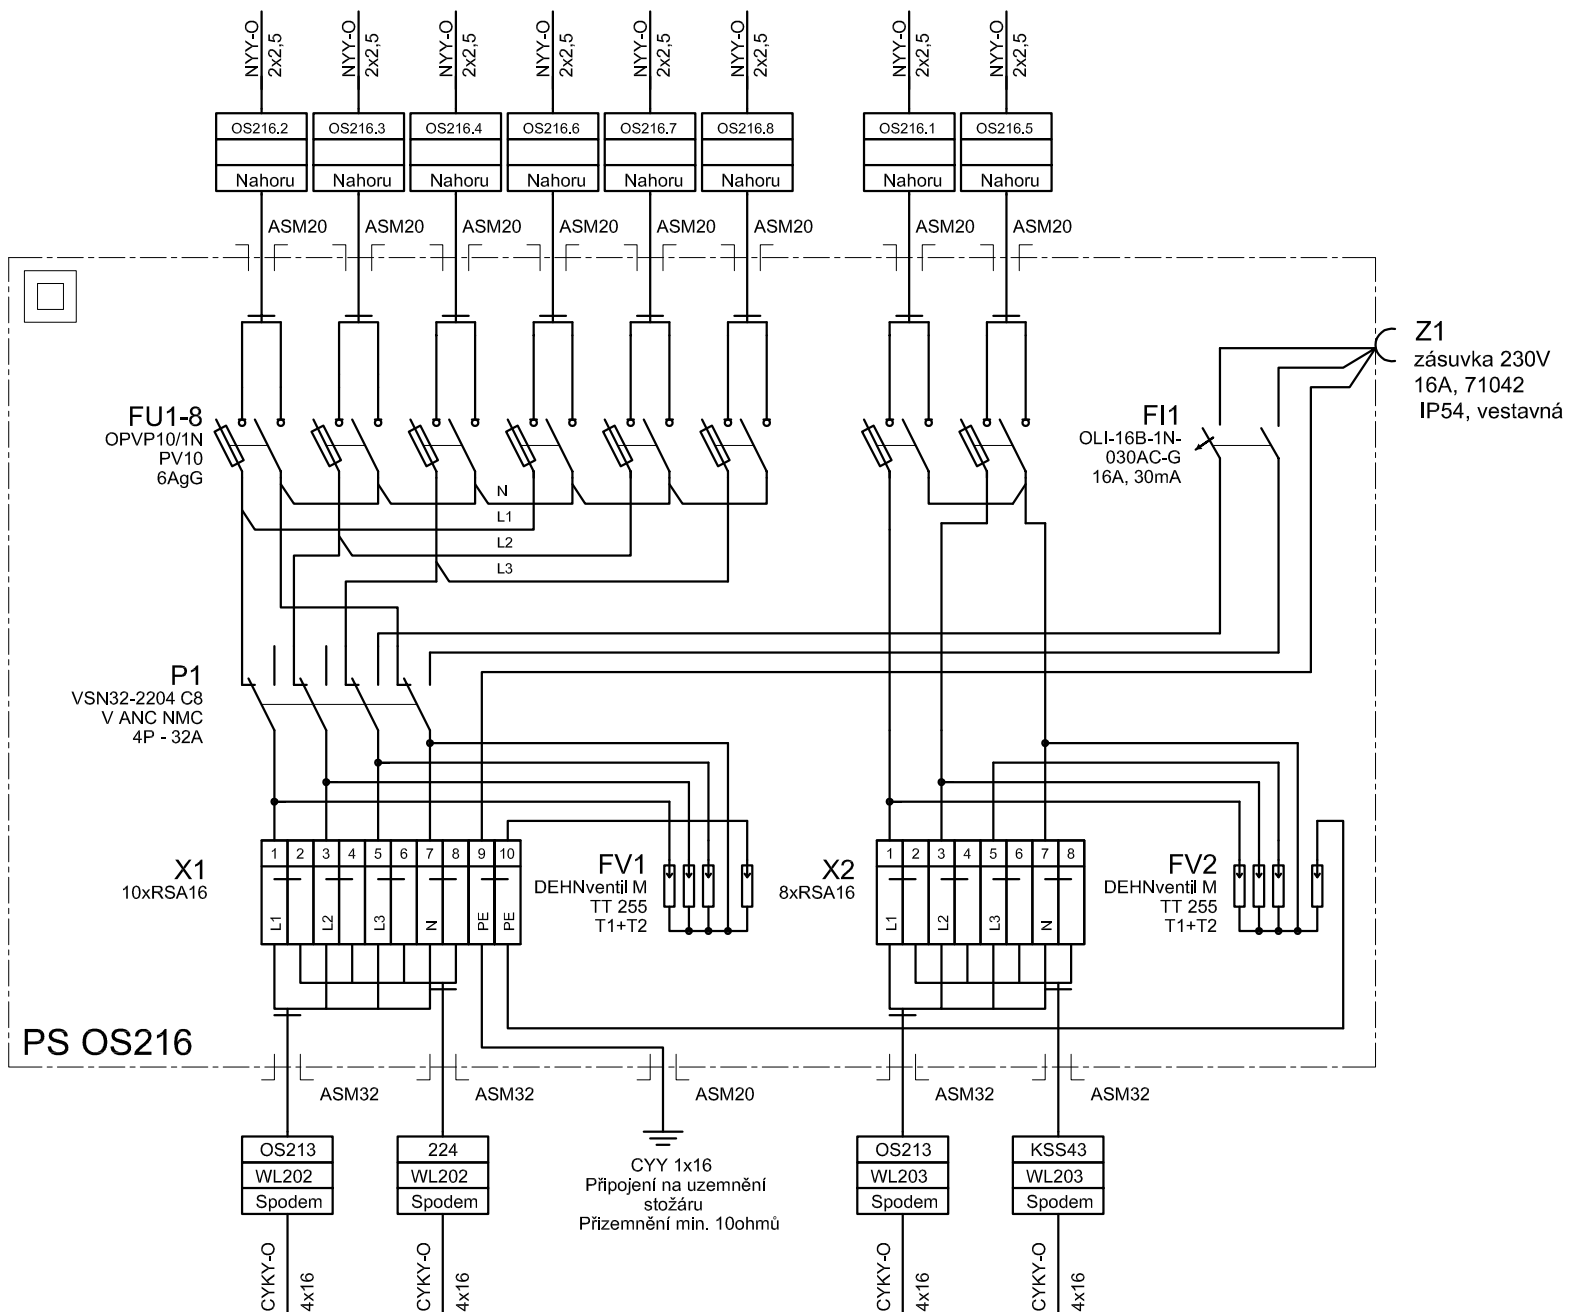 NYY-O
2x2,5
NYY-O
2x2,5
NYY-O
2x2,5
NYY-O
2x2,5
NYY-O
2x2,5
NYY-O
2x2,5
NYY-O
2x2,5
NYY-O
2x2,5
OS216.2
OS216.3
OS216.4
OS216.6
OS216.7
OS216.8
OS216.1
OS216.5
Nahoru
Nahoru
Nahoru
Nahoru
Nahoru
Nahoru
Nahoru
Nahoru
ASM20
ASM20
ASM20
ASM20
ASM20
ASM20
ASM20
ASM20
Z1
zásuvka 230V
16A, 71042
IP54, vestavná
FU1-8
OPVP10/1N
PV10
6AgG
FI1
OLI-16B-1N-
030AC-G
16A, 30mA
N
L1
L2
L3
P1
VSN32-2204 C8
V ANC NMC
4P - 32A
X1
10xRSA16
1 2 3 4 5 6 7 8 9 10
L1 L2 L3 N PE PE
FV1
DEHNventil M
TT 255
T1+T2
X2
8xRSA16
1 2 3 4 5 6 7 8
L1 L2 L3 N
FV2
DEHNventil M
TT 255
T1+T2
PS OS216
ASM32
ASM32
ASM20
ASM32
ASM32
OS213
WL202
Spodem
224
WL202
Spodem
CYY 1x16
Připojení na uzemnění
stožáru
Přizemnění min. 10ohmů
OS213
WL203
Spodem
KSS43
WL203
Spodem
CYKY-O
4x16
CYKY-O
4x16
CYKY-O
4x16
CYKY-O
4x16